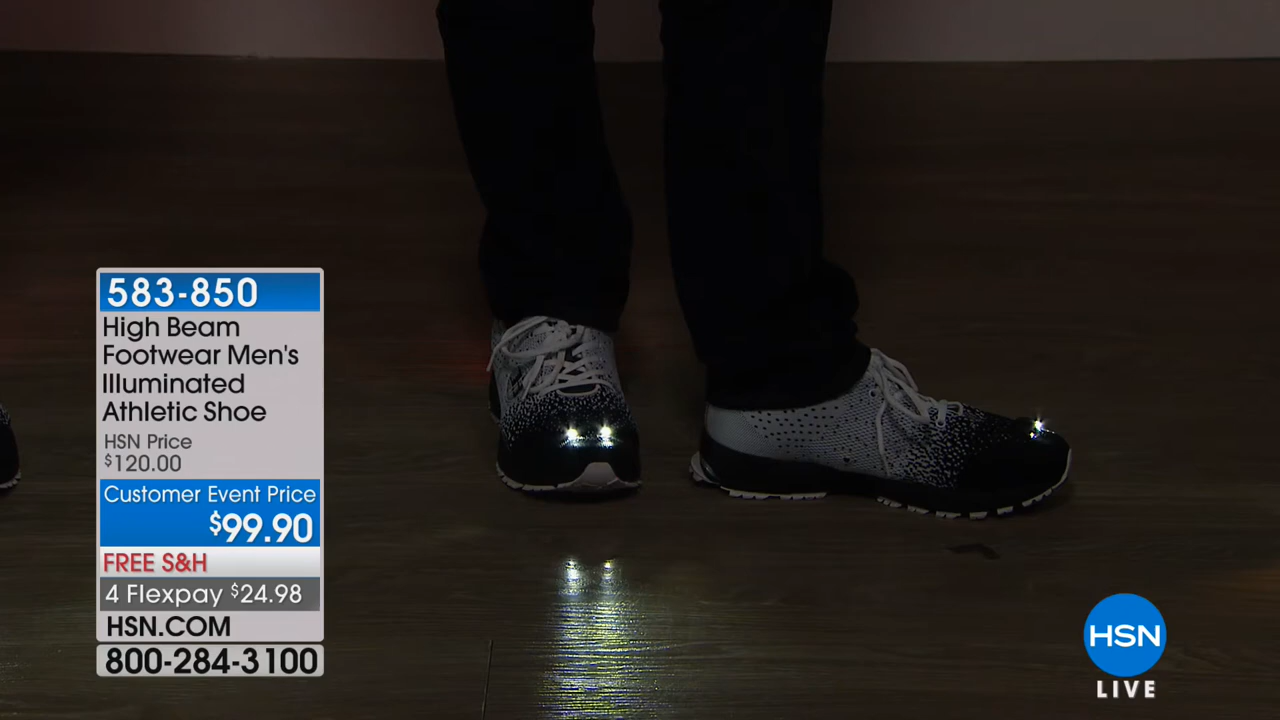 583-850
High Beam
Footwear Men's
Illuminated
Athletic Shoe
HSN Price
$120.00
Customer Event Price
$99.90
FREE S&H
4 Flexpay $24.98
HSN.COM
800-284-3100
HSN
LIVE